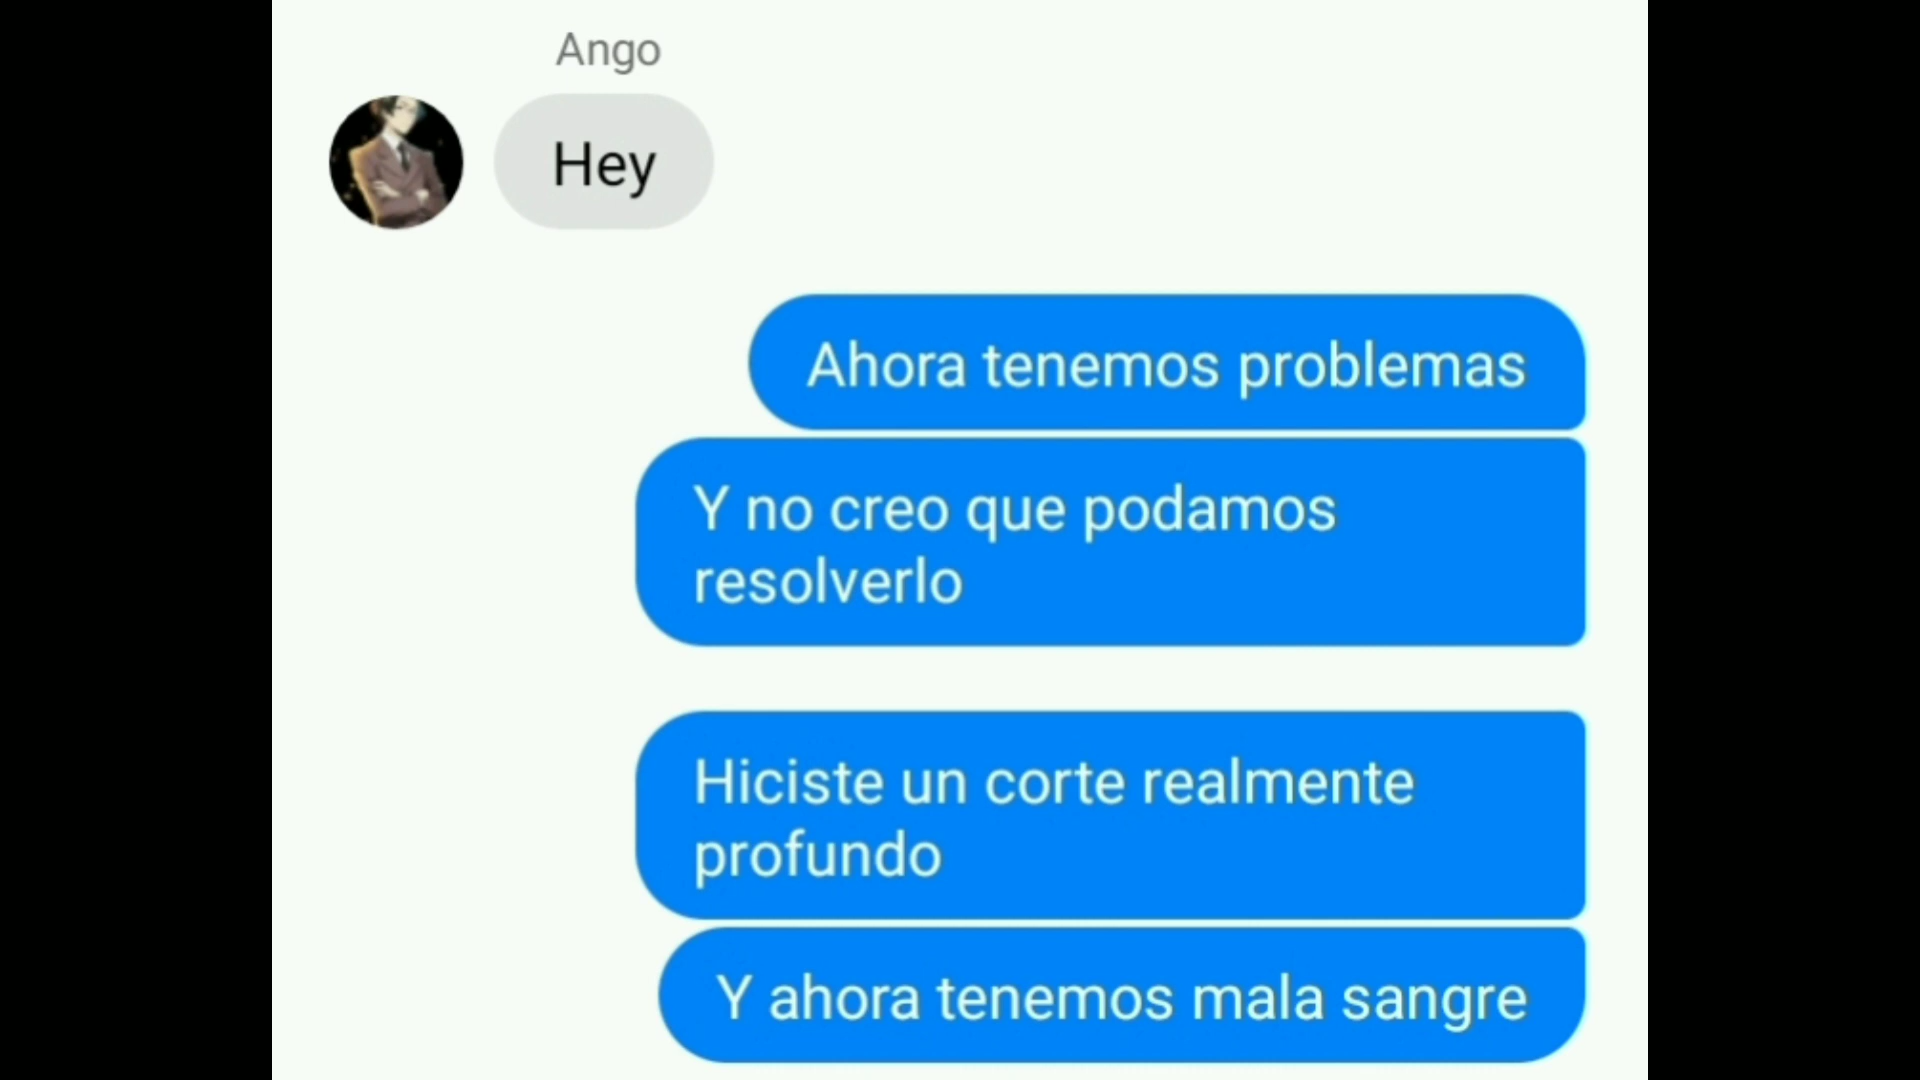 Ango
Hey
Ahora tenemos problemas
Y no creo que podamos
resolverlo
Hiciste un corte realmente
profundo
Y ahora tenemos mala sangre